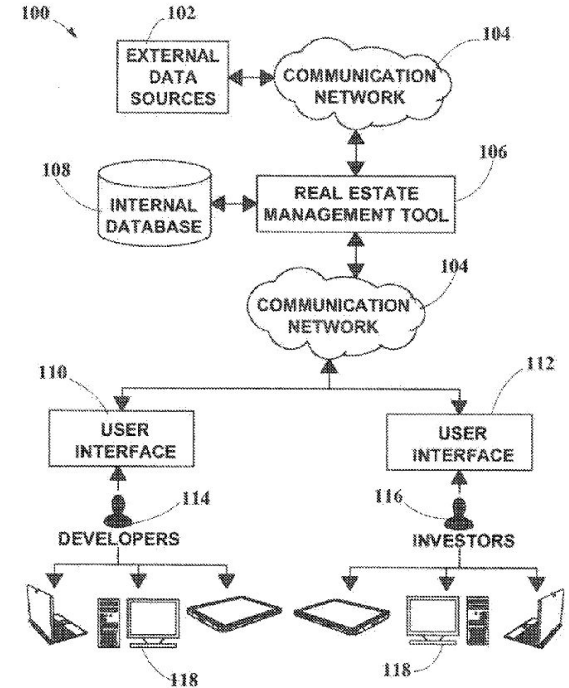 100
102
EXTERNAL
DATA
SOURCES
104
COMMUNICATION
NETWORK
106
108
INTERNAL
DATABASE
REAL ESTATE
MANAGEMENT TOOL
104
COMMUNICATION
NETWORK
110
USER
INTERFACE
112
USER
INTERFACE
114
DEVELOPERS
116
INVESTORS
118
118